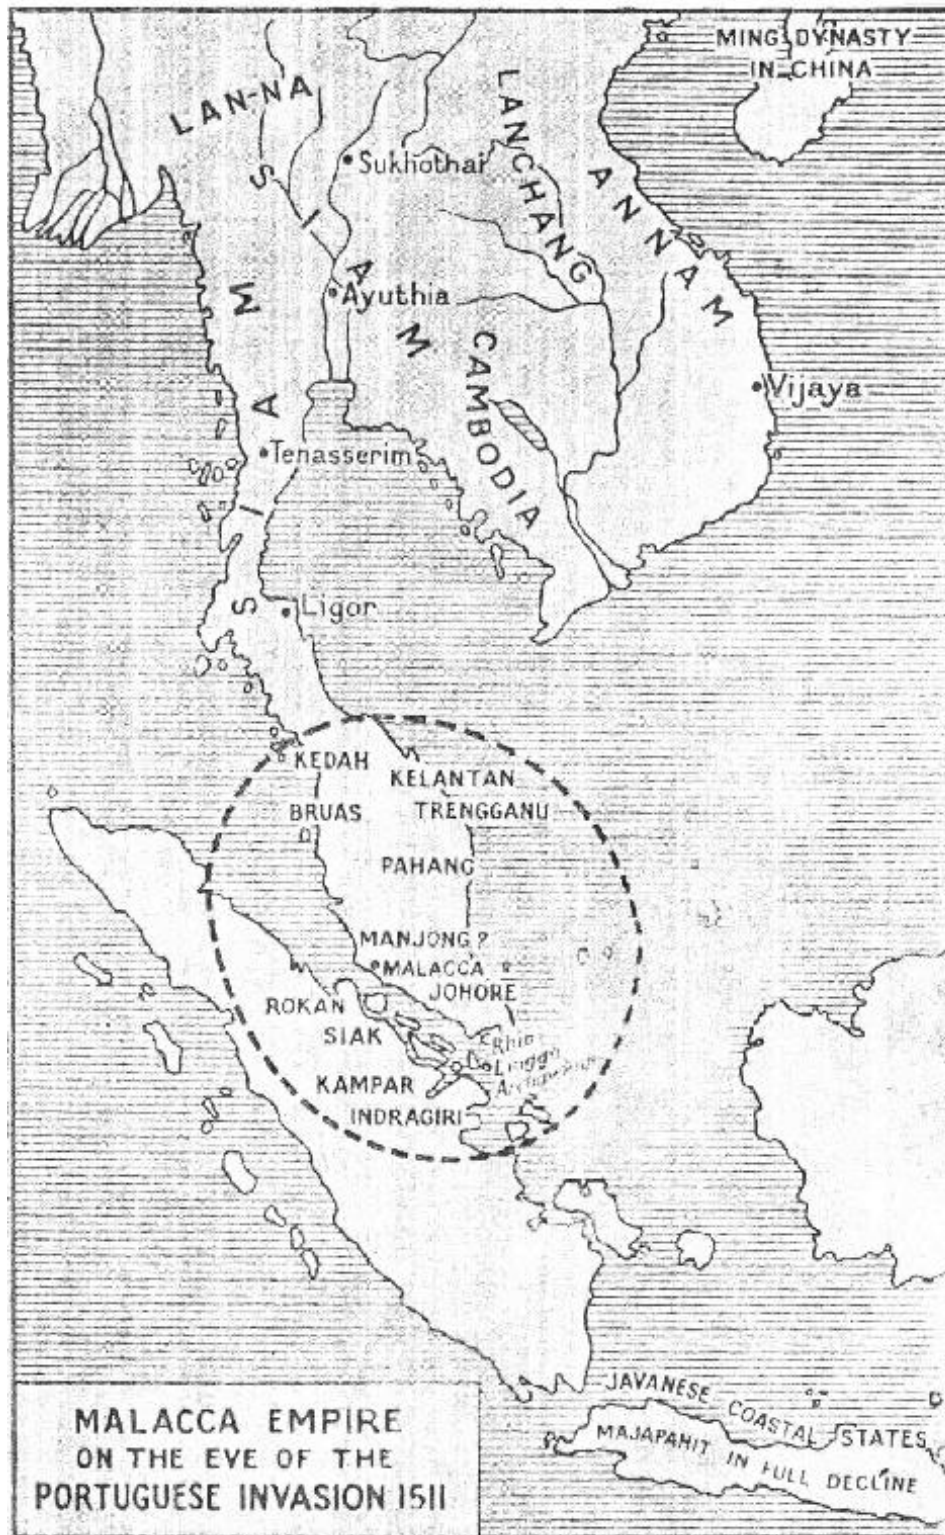 MING DYNASTY
IN CHINA
LAN-NA
LANCHANG
ANNAM
SIAM
Sukhothai
Ayuthia
SIAM
CAMBODIA
Vijaya
Tenasserim
Ligor
KEDAH
KELANTAN
BRUAS
TRENGGANU
PAHANG
MANJONG?
MALACCA
JOHORE
ROKAN
SIAK
Rhio
Lingga
KAMPAR
INDRAGIRI
JAVANESE COASTAL STATES
MAJAPAHIT IN FULL DECLINE
MALACCA EMPIRE
ON THE EVE OF THE
PORTUGUESE INVASION 1511